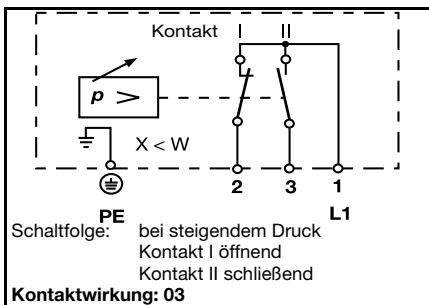 Kontakt I II
p >
X < W
2 3 1
PE L1
Schaltfolge: bei steigendem Druck
Kontakt I öffnend
Kontakt II schließend
Kontaktwirkung: 03